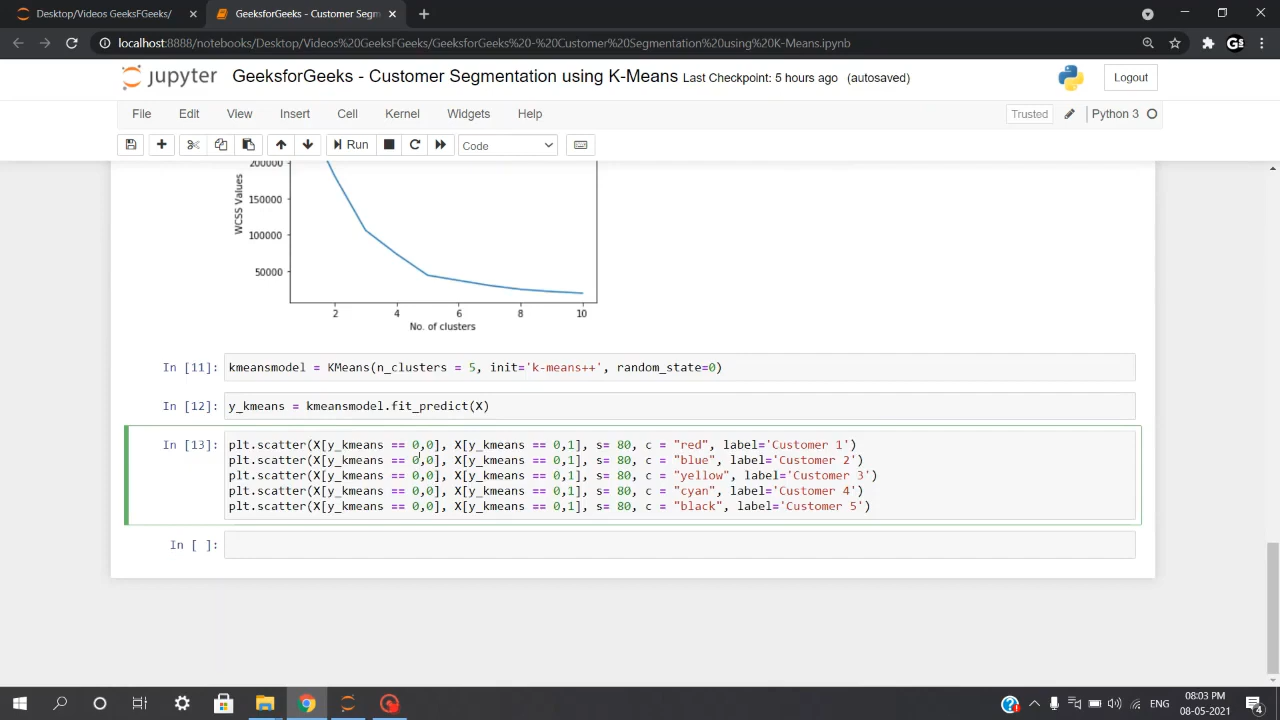 Desktop/Videos GeeksFGeeks/
GeeksforGeeks - Customer Segm
localhost:8888/notebooks/Desktop/Videos%20GeeksFGeeks/GeeksforGeeks%20-%20Customer%20Segmentation%20using%20K-Means.ipynb
jupyter GeeksforGeeks - Customer Segmentation using K-Means Last Checkpoint: 5 hours ago (autosaved)
Logout
File Edit View Insert Cell Kernel Widgets Help
Trusted Python 3
Run Code
200000
150000
100000
50000
WCSS Values
2 4 6 8 10
No. of clusters
In [11]: kmeansmodel = KMeans(n_clusters = 5, init='k-means++', random_state=0)
In [12]: y_kmeans = kmeansmodel.fit_predict(X)
In [13]: plt.scatter(X[y_kmeans == 0,0], X[y_kmeans == 0,1], s= 80, c = "red", label='Customer 1')
plt.scatter(X[y_kmeans == 0,0], X[y_kmeans == 0,1], s= 80, c = "blue", label='Customer 2')
plt.scatter(X[y_kmeans == 0,0], X[y_kmeans == 0,1], s= 80, c = "yellow", label='Customer 3')
plt.scatter(X[y_kmeans == 0,0], X[y_kmeans == 0,1], s= 80, c = "cyan", label='Customer 4')
plt.scatter(X[y_kmeans == 0,0], X[y_kmeans == 0,1], s= 80, c = "black", label='Customer 5')
In [ ]:
ENG
08:03 PM
08-05-2021
4